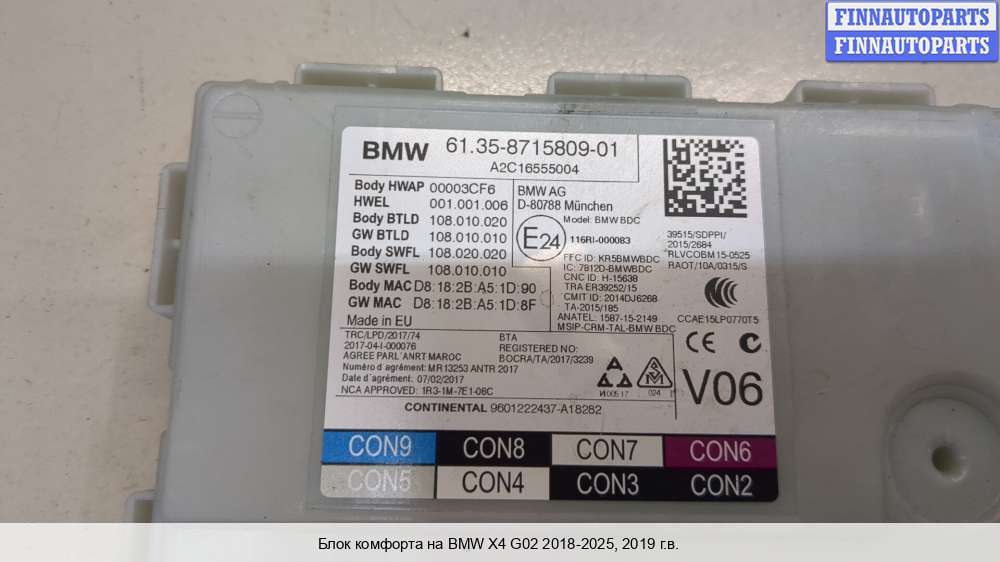 FINNAUTOPARTS
FINNAUTOPARTS
BMW 61.35-8715809-01
A2C16555004
Body HWAP 00003CF6
HWEL 001.001.006
Body BTLD 108.010.020
GW BTLD 108.010.010
Body SWFL 108.020.020
GW SWFL 108.010.010
Body MAC D8:18:2B:A5:1D:90
GW MAC D8:18:2B:A5:1D:8F
Made in EU
BMW AG
D-80788 München
Model: BMW BDC
E24 116RI-000083
FFC ID: KR5BMWBDC
IC: 7812D-BMWBDC
CNC ID: H-15638
TRA ER39252/15
CMIT ID: 2014DJ6268
TA-2015/185
ANATEL: 1587-15-2149
MSIP-CRM-TAL-BMW BDC
39515/SDPPI/
2015/2684
RLVCOBM15-0525
RAOT/10A/0315/S
CCAE15LP0770T5
TRC/LPD/2017/74
2017-04-I-000076
AGREE PARL'ANRT MAROC
Numéro d'agrément: MR13253 ANTR 2017
Date d'agrément: 07/02/2017
NCA APPROVED: 1R3-1M-7E1-06C
BTA
REGISTERED NO:
BOCRA/TA/2017/3239
CE
024
V06
CONTINENTAL 9601222437-A18282
CON9 CON8 CON7 CON6
CON5 CON4 CON3 CON2
Блок комфорта на BMW X4 G02 2018-2025, 2019 г.в.